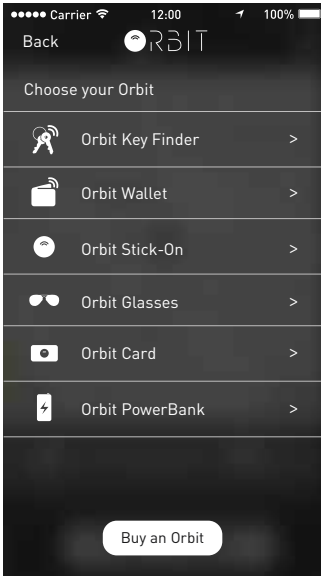 Carrier 12:00 100%
Back ORBIT
Choose your Orbit
Orbit Key Finder >
Orbit Wallet >
Orbit Stick-On >
Orbit Glasses >
Orbit Card >
Orbit PowerBank >
Buy an Orbit